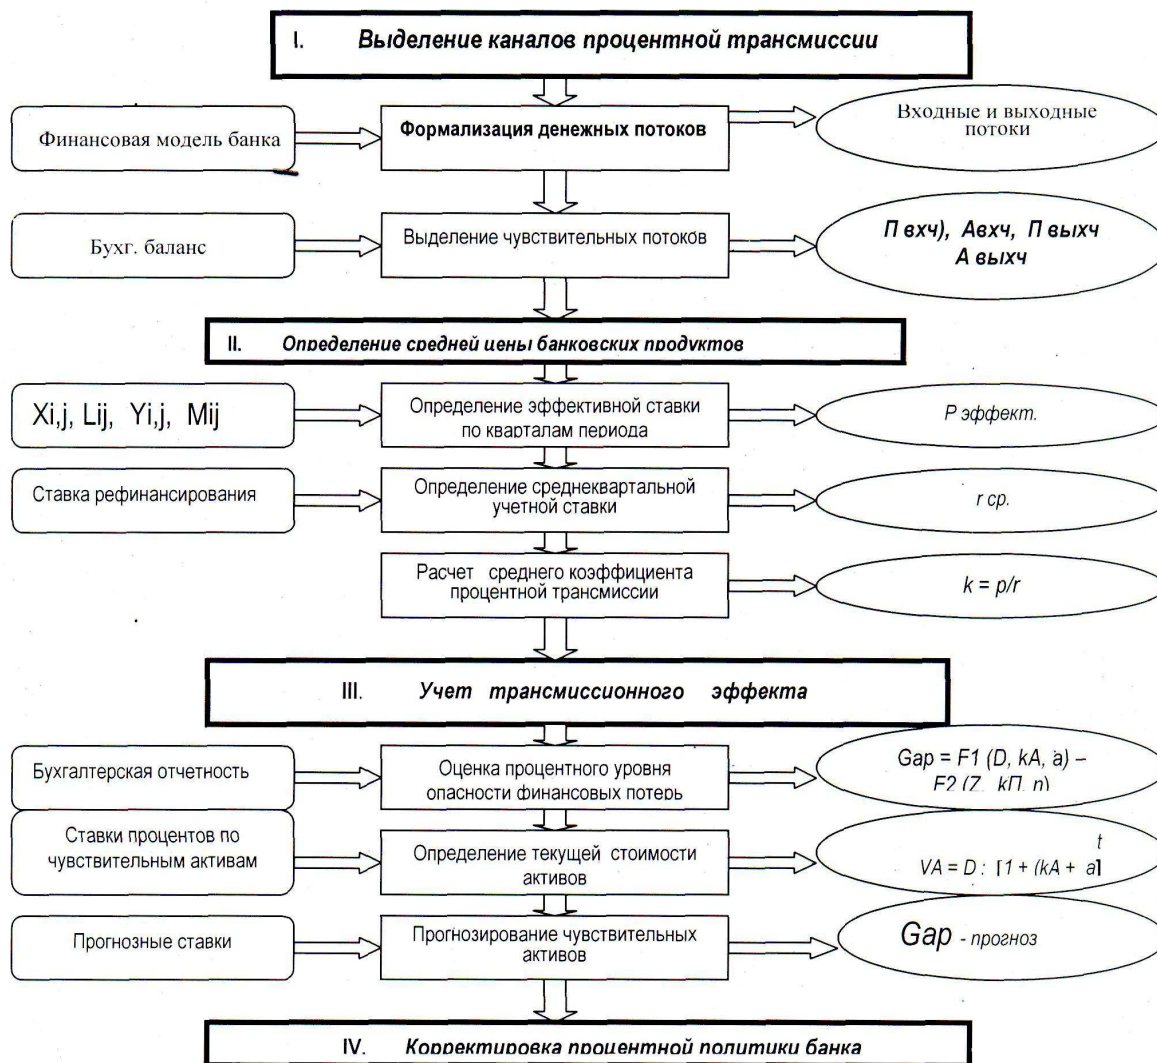 I. Выделение каналов процентной трансмиссии
Финансовая модель банка
Формализация денежных потоков
Входные и выходные
потоки
Бухг. баланс
Выделение чувствительных потоков
П вхч), Авхч, П выхч
А выхч
II. Определение средней цены банковских продуктов
Xi,j, Lij, Yi,j, Mij
Определение эффективной ставки
по кварталам периода
Р эффект.
Ставка рефинансирования
Определение среднеквартальной
учетной ставки
r ср.
Расчет среднего коэффициента
процентной трансмиссии
k = p/r
III. Учет трансмиссионного эффекта
Бухгалтерская отчетность
Оценка процентного уровня
опасности финансовых потерь
Gap = F1 (D, kA, a) –
F2 (Z, kП, n)
Ставки процентов по
чувствительным активам
Определение текущей стоимости
активов
t
VA = D : [1 + (kA + a]
Прогнозные ставки
Прогнозирование чувствительных
активов
Gap - прогноз
IV. Корректировка процентной политики банка